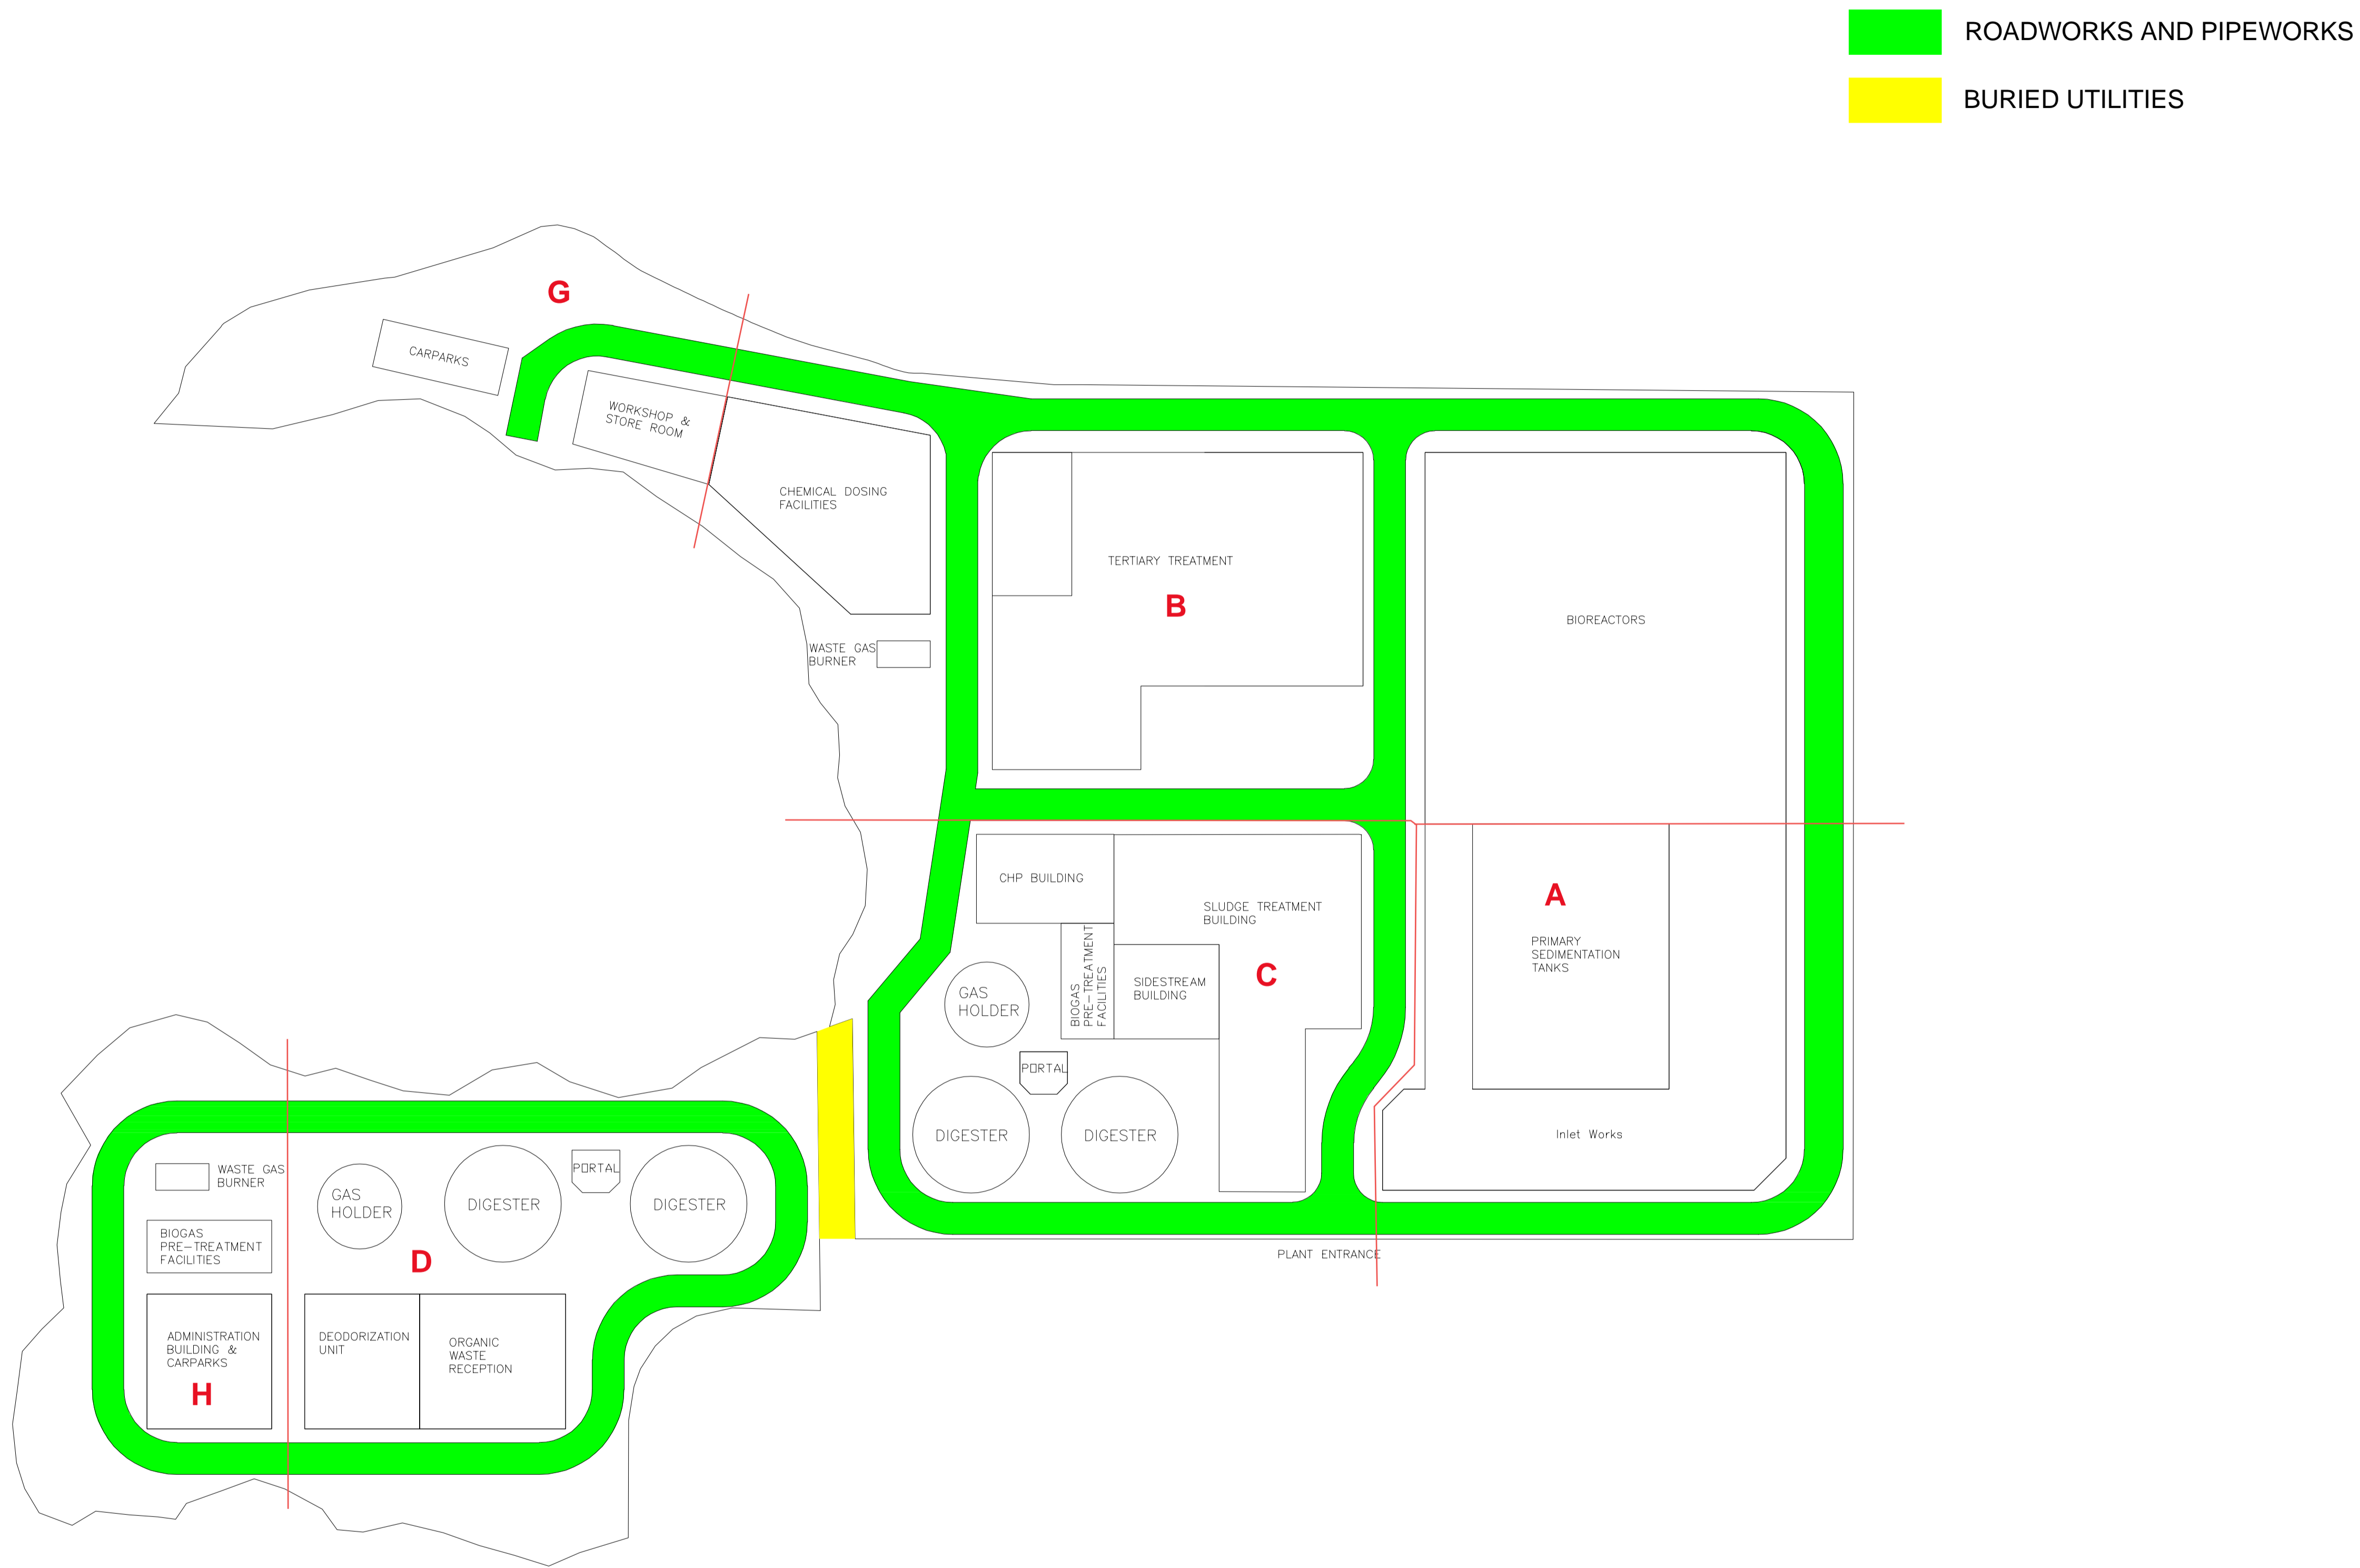 ROADWORKS AND PIPEWORKS
BURIED UTILITIES
G
CARPARKS
WORKSHOP &
STORE ROOM
CHEMICAL DOSING
FACILITIES
TERTIARY TREATMENT
B
BIOREACTORS
WASTE GAS
BURNER
CHP BUILDING
SLUDGE TREATMENT
BUILDING
A
PRIMARY
SEDIMENTATION
TANKS
BIOGAS
PRE-TREATMENT
FACILITIES
SIDESTREAM
BUILDING
C
GAS
HOLDER
PORTAL
DIGESTER
DIGESTER
Inlet Works
PLANT ENTRANCE
WASTE GAS
BURNER
GAS
HOLDER
DIGESTER
PORTAL
DIGESTER
BIOGAS
PRE-TREATMENT
FACILITIES
D
ADMINISTRATION
BUILDING &
CARPARKS
H
DEODORIZATION
UNIT
ORGANIC
WASTE
RECEPTION